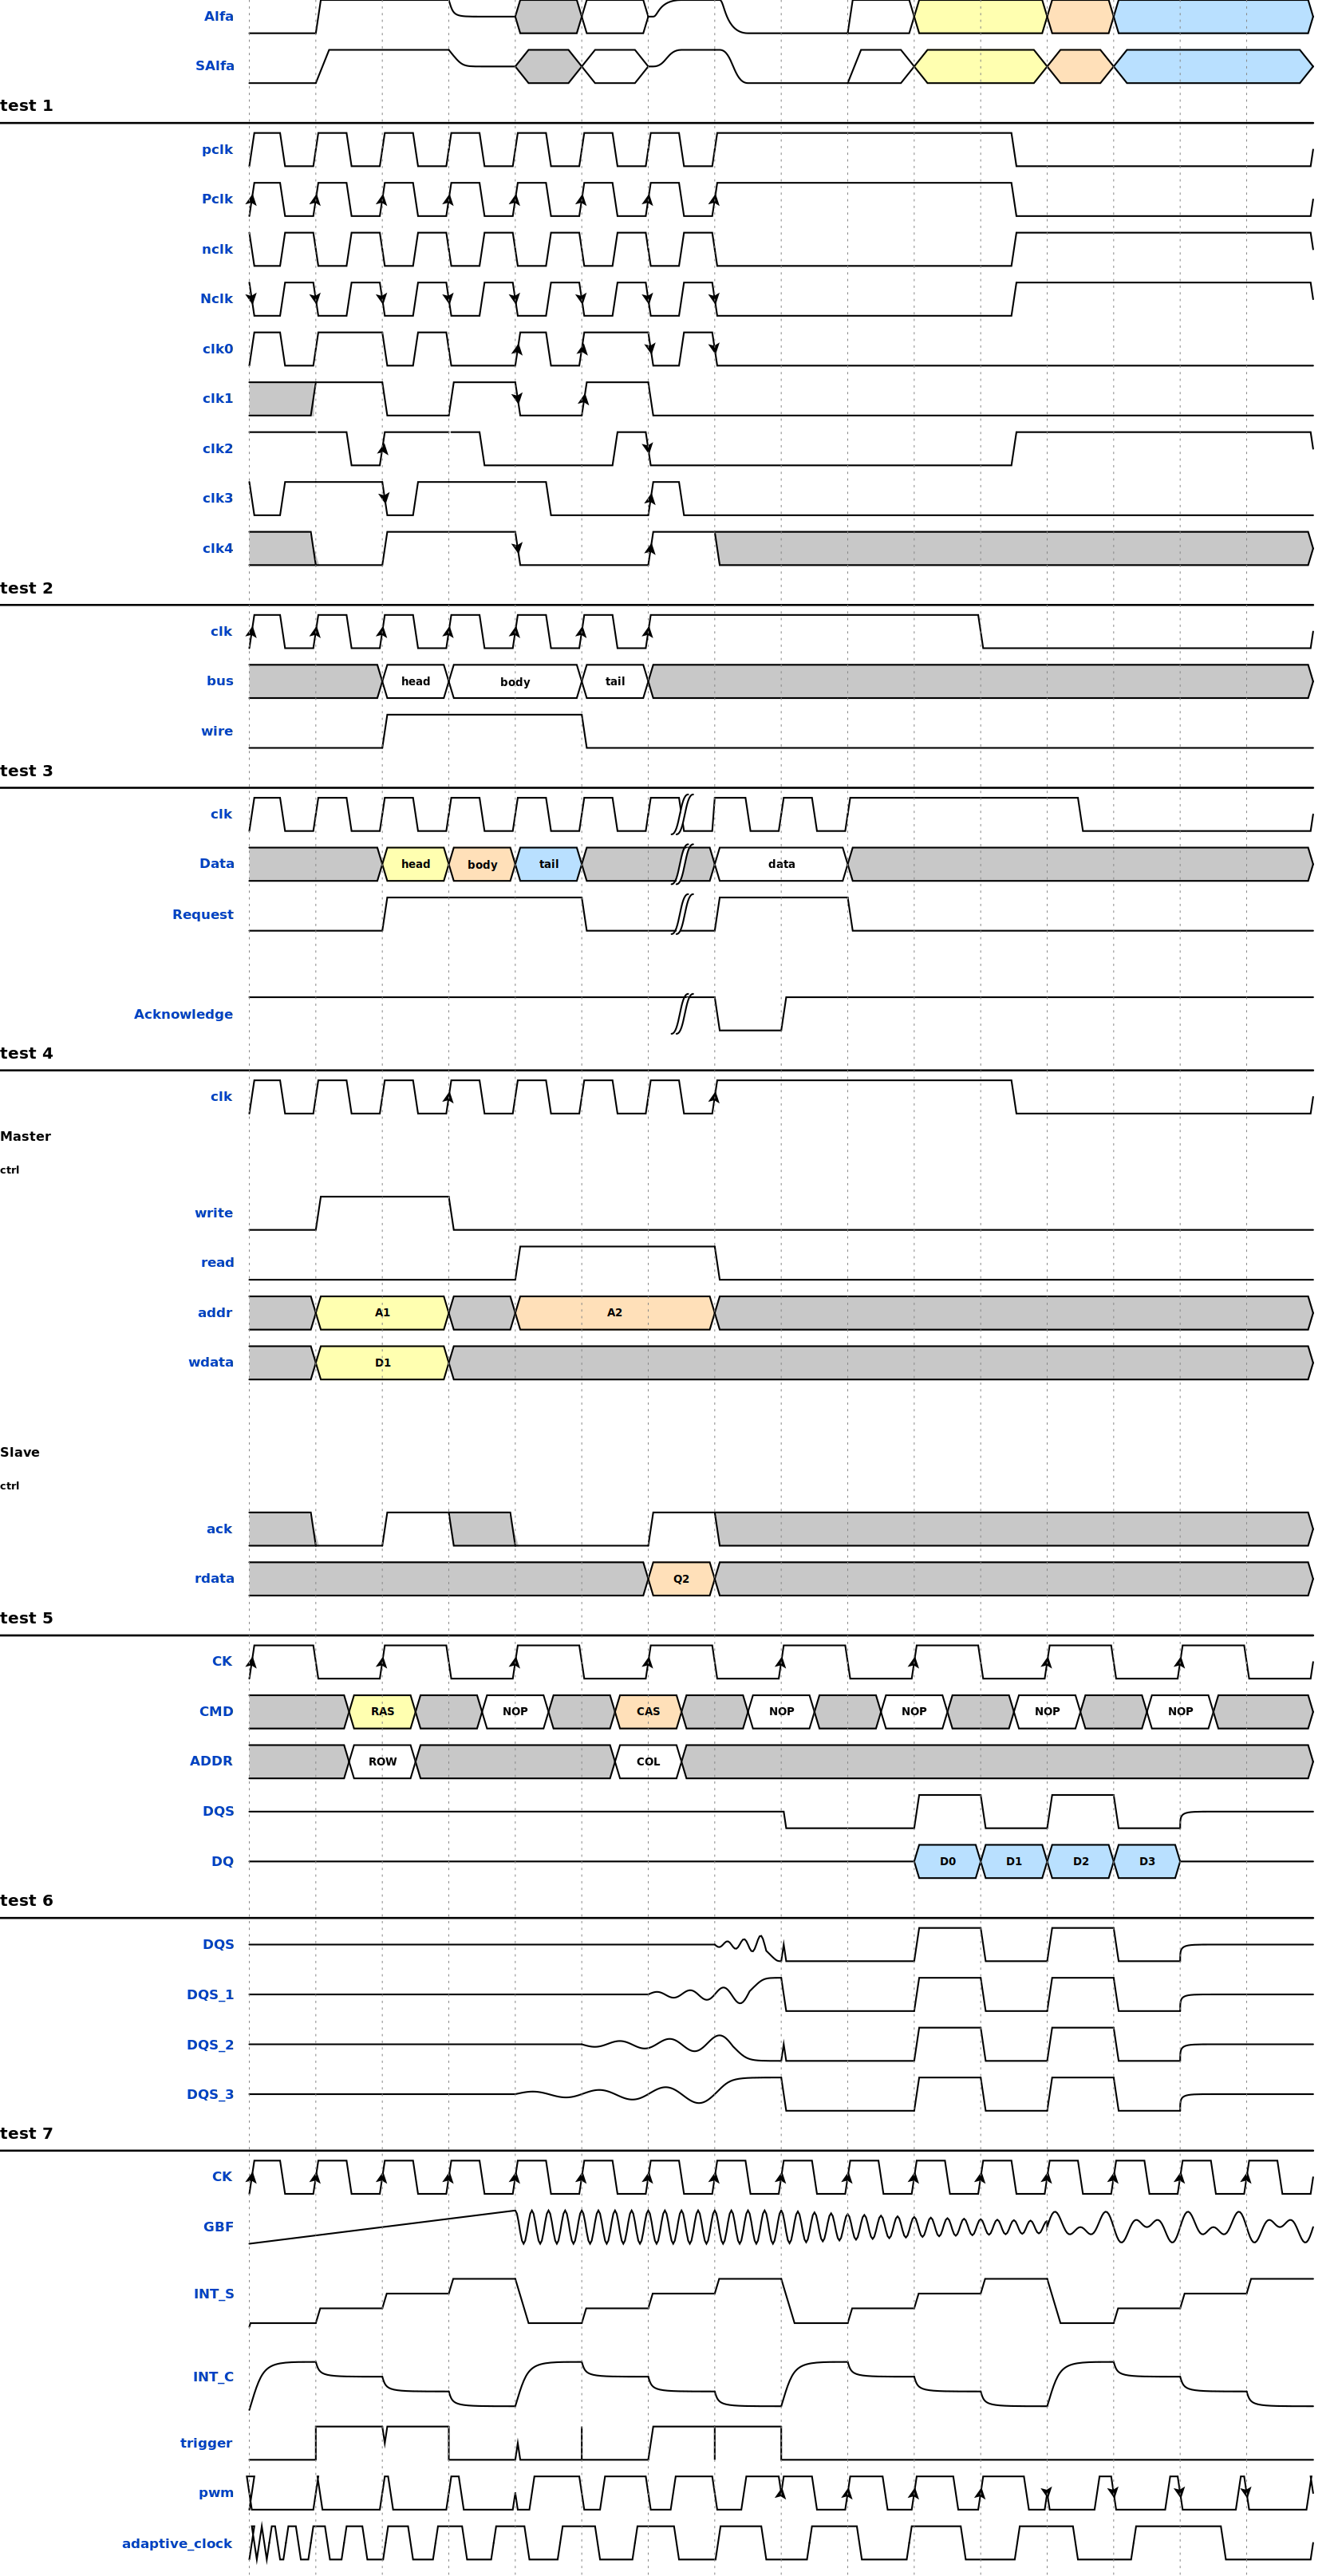 Alfa
SAlfa
test 1
pclk
Pclk
nclk
Nclk
clk0
clk1
clk2
clk3
clk4
test 2
clk
bus head body tail
wire
test 3
clk
Data head body tail data
Request
Acknowledge
test 4
clk
Master
ctrl
write
read
addr A1 A2
wdata D1
Slave
ctrl
ack
rdata Q2
test 5
CK
CMD RAS NOP CAS NOP NOP NOP NOP
ADDR ROW COL
DQS
DQ D0 D1 D2 D3
test 6
DQS
DQS_1
DQS_2
DQS_3
test 7
CK
GBF
INT_S
INT_C
trigger
pwm
adaptive_clock